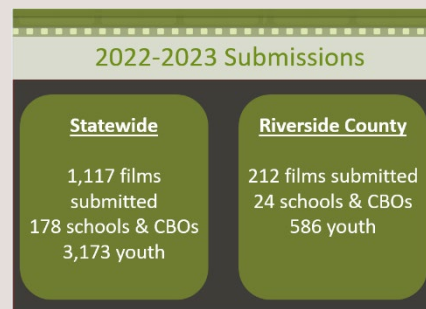 2022-2023 Submissions
Statewide
1,117 films
submitted
178 schools & CBOs
3,173 youth
Riverside County
212 films submitted
24 schools & CBOs
586 youth